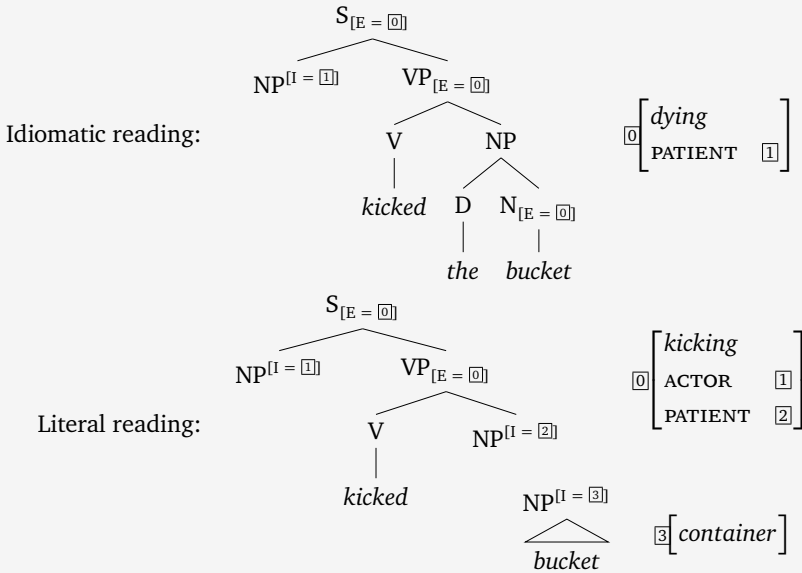 S[E = 0]
NP[I = 1] VP[E = 0]
Idiomatic reading: V NP 0[dying
PATIENT 1]
kicked D N[E = 0]
the bucket
S[E = 0]
NP[I = 1] VP[E = 0] 0[kicking
ACTOR 1
Literal reading: V NP[I = 2] PATIENT 2]
kicked
NP[I = 3]
3[container]
bucket